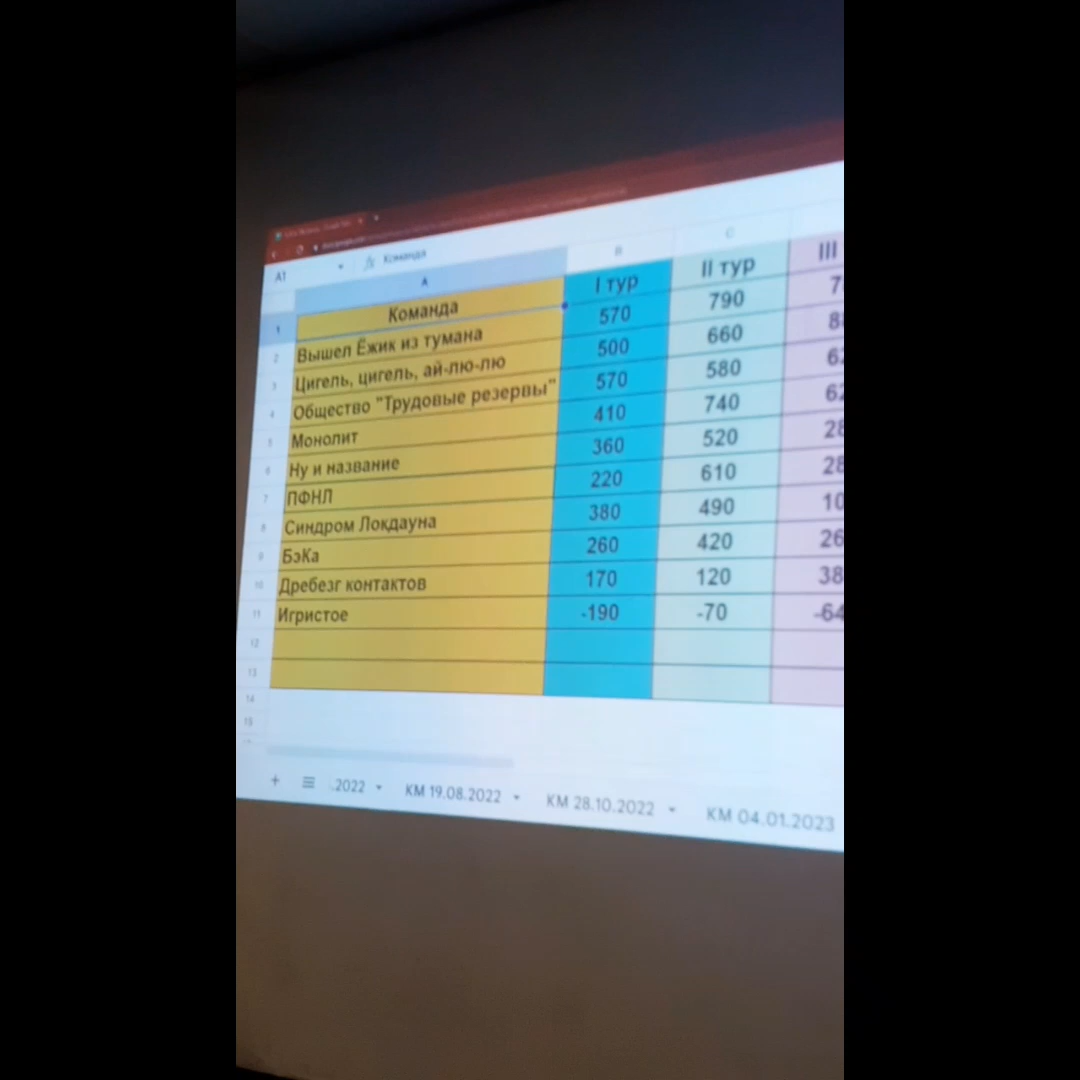 A1 fx Команда
A B C
1 Команда I тур II тур III
2 Вышел Ёжик из тумана 570 790
3 Цигель, цигель, ай-лю-лю 500 660
4 Общество "Трудовые резервы" 570 580
5 Монолит 410 740
6 Ну и название 360 520
7 ПФНЛ 220 610
8 Синдром Локдауна 380 490
9 БэКа 260 420
10 Дребезг контактов 170 120
11 Игристое -190 -70
12
13
14
15
+ .2022 КМ 19.08.2022 КМ 28.10.2022 КМ 04.01.2023